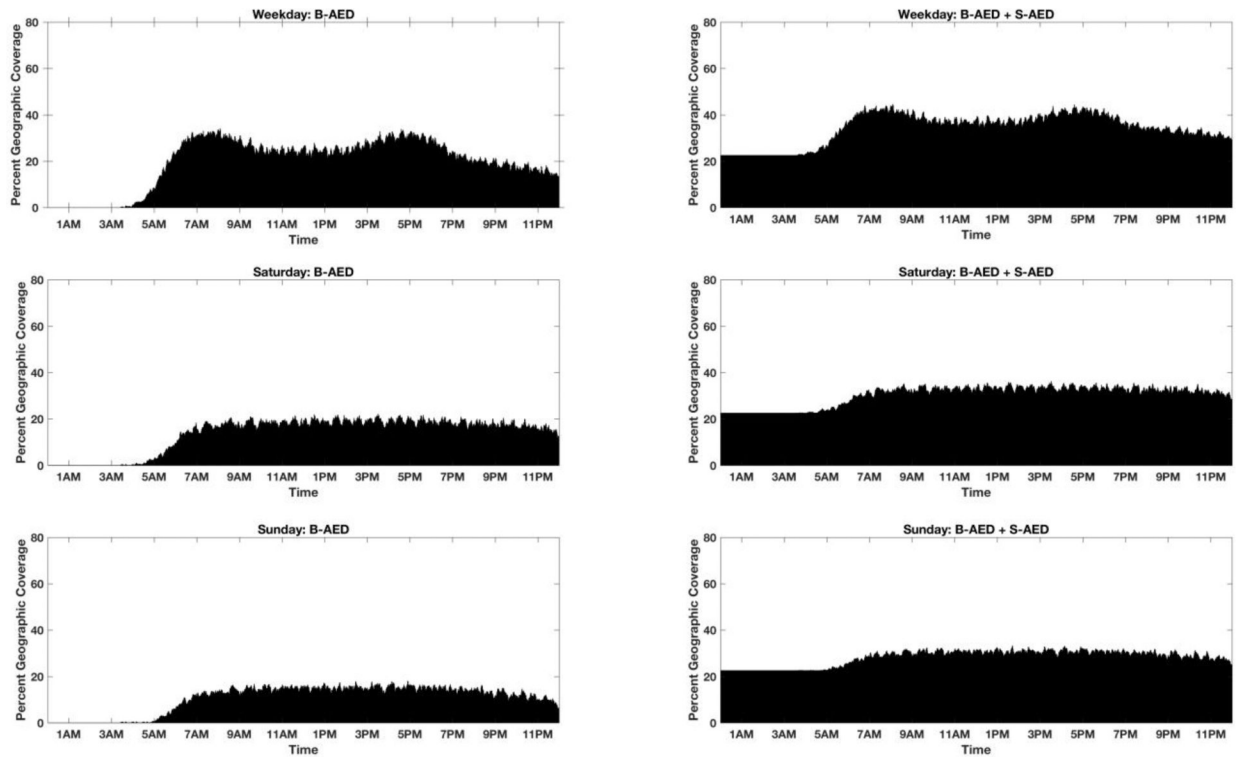 Weekday: B-AED
Percent Geographic Coverage
80
60
40
20
0
1AM 3AM 5AM 7AM 9AM 11AM 1PM 3PM 5PM 7PM 9PM 11PM
Time
Weekday: B-AED + S-AED
Percent Geographic Coverage
80
60
40
20
0
1AM 3AM 5AM 7AM 9AM 11AM 1PM 3PM 5PM 7PM 9PM 11PM
Time
Saturday: B-AED
Percent Geographic Coverage
80
60
40
20
0
1AM 3AM 5AM 7AM 9AM 11AM 1PM 3PM 5PM 7PM 9PM 11PM
Time
Saturday: B-AED + S-AED
Percent Geographic Coverage
80
60
40
20
0
1AM 3AM 5AM 7AM 9AM 11AM 1PM 3PM 5PM 7PM 9PM 11PM
Time
Sunday: B-AED
Percent Geographic Coverage
80
60
40
20
0
1AM 3AM 5AM 7AM 9AM 11AM 1PM 3PM 5PM 7PM 9PM 11PM
Time
Sunday: B-AED + S-AED
Percent Geographic Coverage
80
60
40
20
0
1AM 3AM 5AM 7AM 9AM 11AM 1PM 3PM 5PM 7PM 9PM 11PM
Time